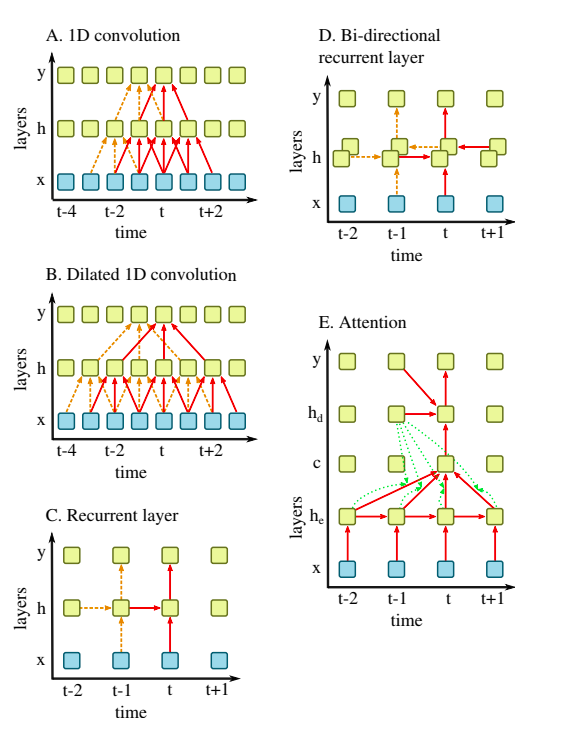 A. 1D convolution
y
h
x
layers
t-4 t-2 t t+2
time
B. Dilated 1D convolution
y
h
x
layers
t-4 t-2 t t+2
time
C. Recurrent layer
y
h
x
layers
t-2 t-1 t t+1
time
D. Bi-directional
recurrent layer
y
h
x
layers
t-2 t-1 t t+1
time
E. Attention
y
h_d
c
h_e
x
layers
t-2 t-1 t t+1
time